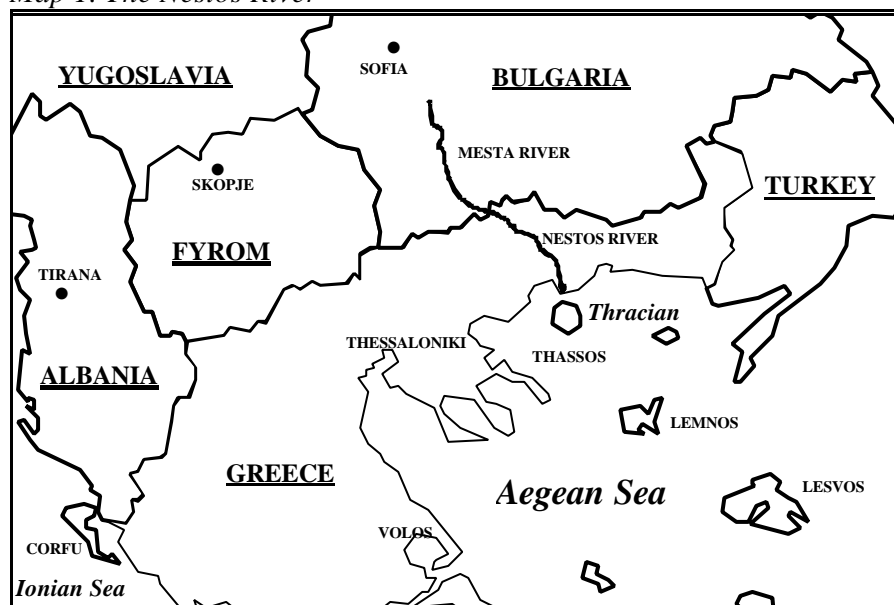 Map 1: The Nestos River
SOFIA
YUGOSLAVIA
BULGARIA
MESTA RIVER
SKOPJE
TURKEY
FYROM
NESTOS RIVER
TIRANA
Thracian
THESSALONIKI
THASSOS
ALBANIA
LEMNOS
GREECE
Aegean Sea
LESVOS
VOLOS
CORFU
Ionian Sea